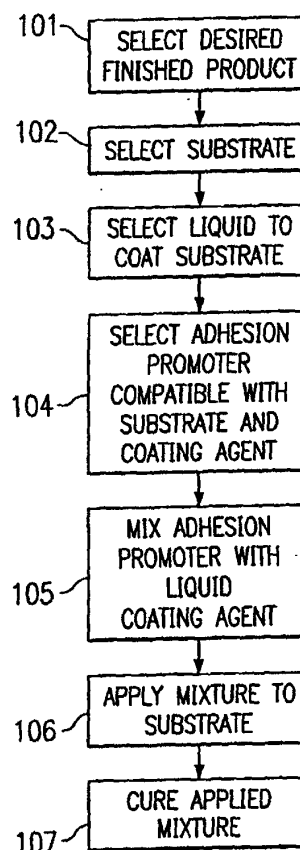 101
SELECT DESIRED
FINISHED PRODUCT
102
SELECT SUBSTRATE
103
SELECT LIQUID TO
COAT SUBSTRATE
104
SELECT ADHESION
PROMOTER
COMPATIBLE WITH
SUBSTRATE AND
COATING AGENT
105
MIX ADHESION
PROMOTER WITH
LIQUID
COATING AGENT
106
APPLY MIXTURE TO
SUBSTRATE
107
CURE APPLIED
MIXTURE